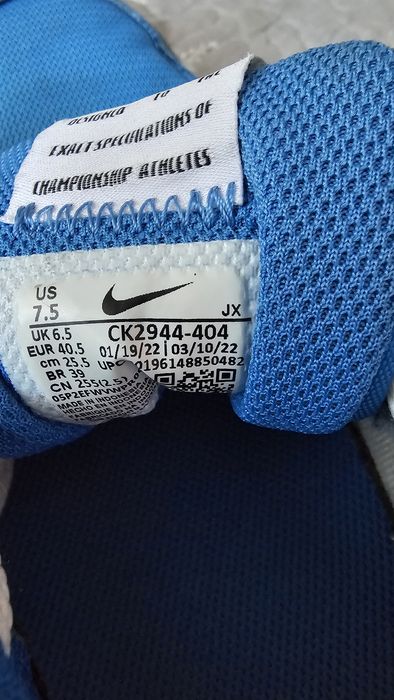 DESIGNED TO THE
EXACT SPECIFICATIONS OF
CHAMPIONSHIP ATHLETES
US
7.5
JX
UK 6.5
CK2944-404
EUR 40.5
01/19/22 | 03/10/22
cm 25.5
UPC 0196148850482
BR 39
CN 255(2.5)
MADE IN
HECHO